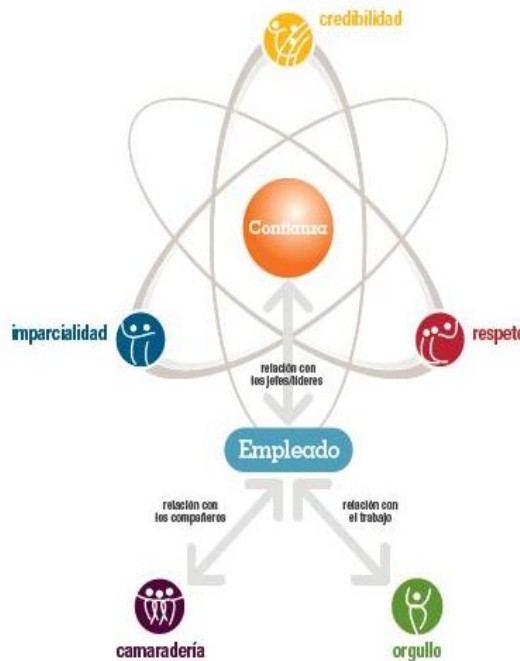 credibilidad
Confianza
imparcialidad
respeto
relación con
los jefes/líderes
Empleado
relación con
los compañeros
relación con
el trabajo
camaradería
orgullo